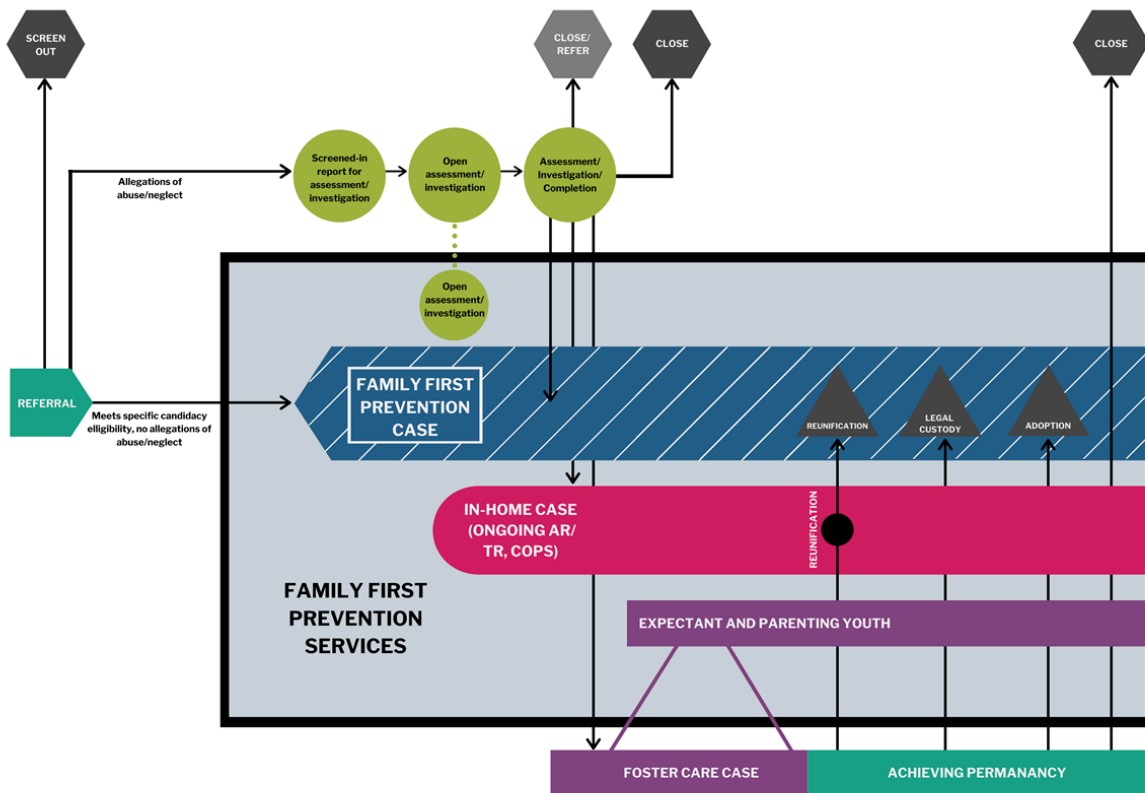 SCREEN
OUT
CLOSE/
REFER
CLOSE
CLOSE
Screened-in
report for
assessment/
investigation
Open
assessment/
investigation
Assessment/
Investigation/
Completion
Allegations of
abuse/neglect
Open
assessment/
investigation
REFERRAL
Meets specific candidacy
elligibility, no allegations of
abuse/neglect
FAMILY FIRST
PREVENTION
CASE
REUNIFICATION
LEGAL
CUSTODY
ADOPTION
IN-HOME CASE
(ONGOING AR/
TR, COPS)
REUNIFICATION
FAMILY FIRST
PREVENTION
SERVICES
EXPECTANT AND PARENTING YOUTH
FOSTER CARE CASE
ACHIEVING PERMANANCY